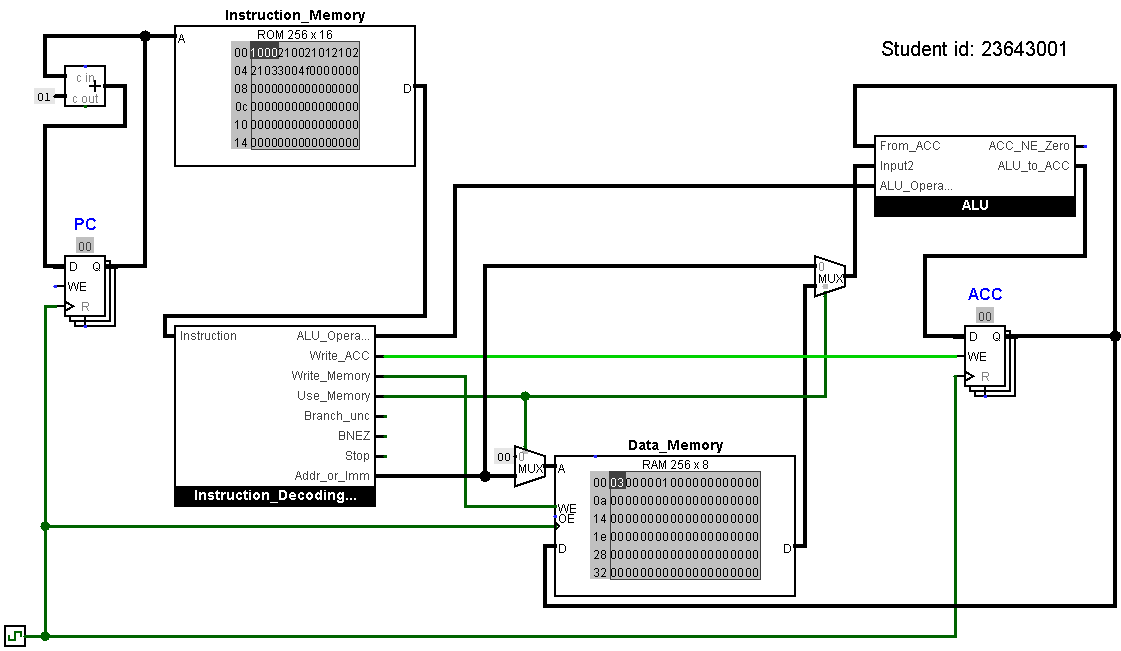 Instruction_Memory
ROM 256 x 16
A
00 1000210021012102
04 21033004f0000000
08 0000000000000000
0c 0000000000000000
10 0000000000000000
14 0000000000000000
D
Student id: 23643001
c in
+
c out
01
From_ACC
ACC_NE_Zero
Input2
ALU_to_ACC
ALU_Opera...
ALU
PC
00
D Q
WE
R
0
MUX
ACC
00
D Q
WE
R
Instruction
ALU_Opera...
Write_ACC
Write_Memory
Use_Memory
Branch_unc
BNEZ
Stop
Addr_or_Imm
Instruction_Decoding...
00
0
MUX
Data_Memory
RAM 256 x 8
A
00 03000001000000000000
0a 00000000000000000000
14 00000000000000000000
1e 00000000000000000000
28 00000000000000000000
32 00000000000000000000
WE
OE
D
D